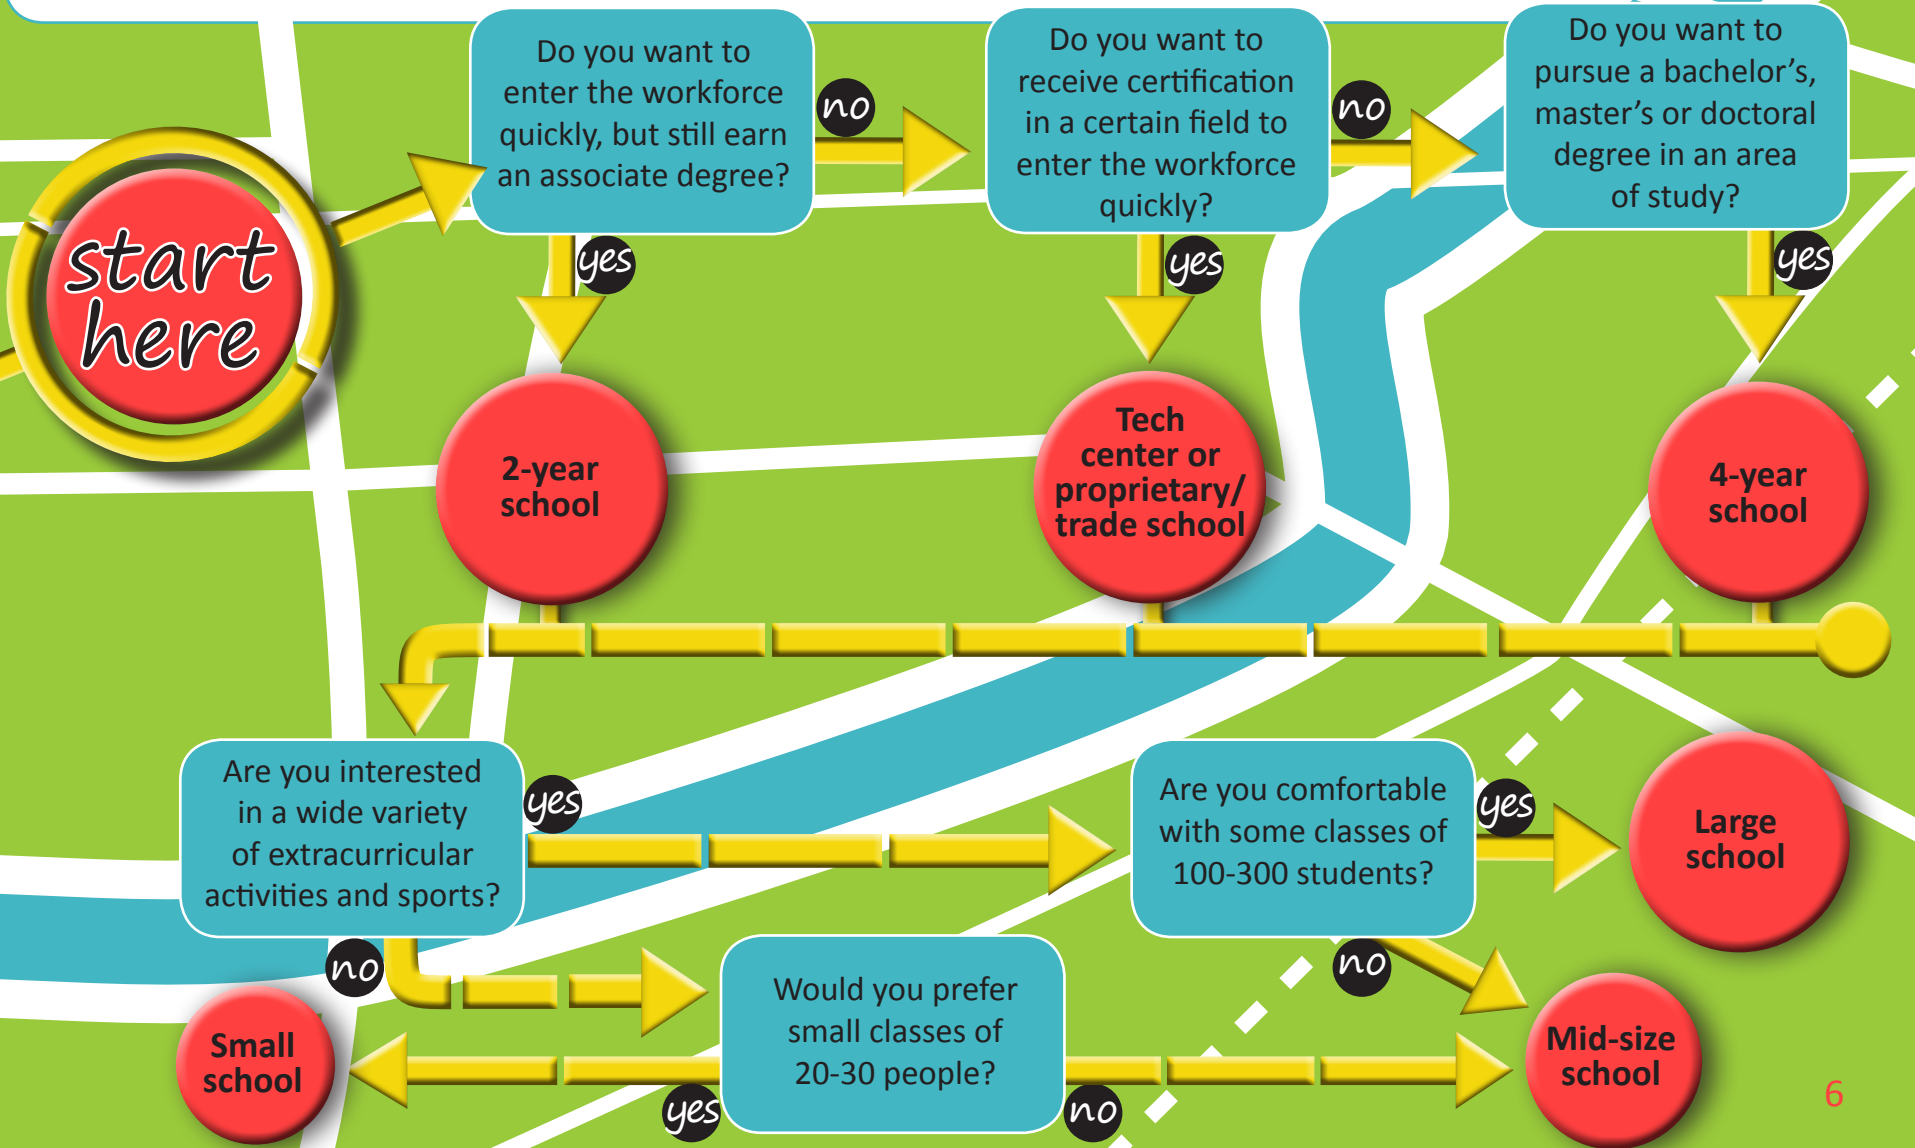 start
here
Do you want to
enter the workforce
quickly, but still earn
an associate degree?
no
yes
Do you want to
receive certification
in a certain field to
enter the workforce
quickly?
no
yes
Do you want to
pursue a bachelor's,
master's or doctoral
degree in an area
of study?
yes
2-year
school
Tech
center or
proprietary/
trade school
4-year
school
Are you interested
in a wide variety
of extracurricular
activities and sports?
yes
no
Are you comfortable
with some classes of
100-300 students?
yes
no
Large
school
Would you prefer
small classes of
20-30 people?
yes
no
Small
school
Mid-size
school
6